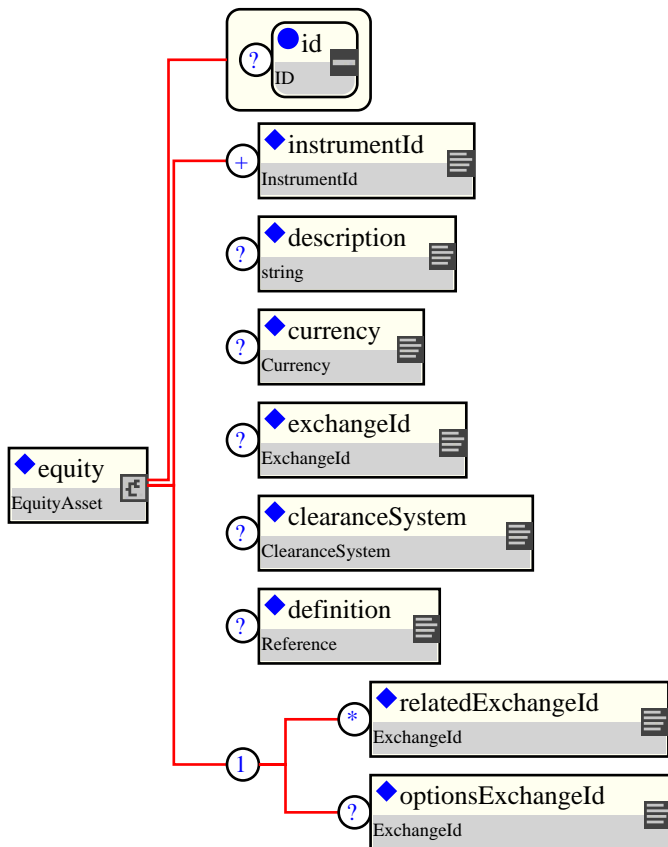 ?
id
ID
+
instrumentId
InstrumentId
?
description
string
?
currency
Currency
?
exchangeId
ExchangeId
equity
EquityAsset
?
clearanceSystem
ClearanceSystem
?
definition
Reference
*
relatedExchangeId
ExchangeId
1
?
optionsExchangeId
ExchangeId